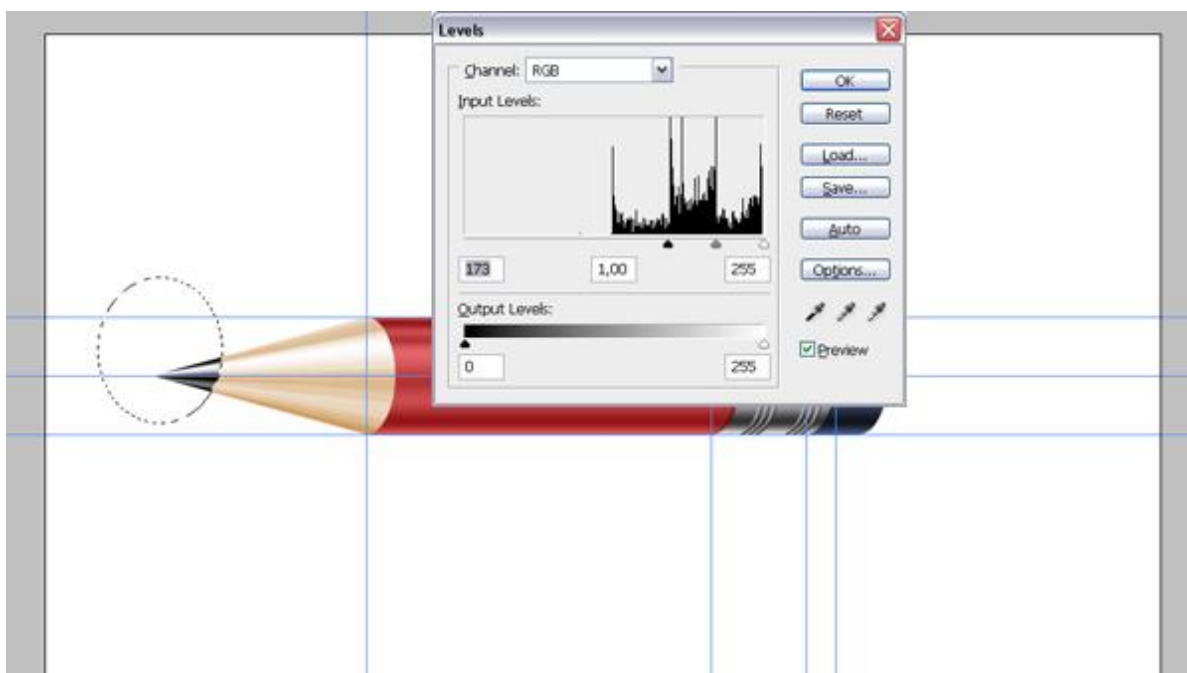 Levels
Channel: RGB
OK
Input Levels:
Reset
Load...
Save...
Auto
173 1,00 255
Options...
Output Levels:
Preview
0 255